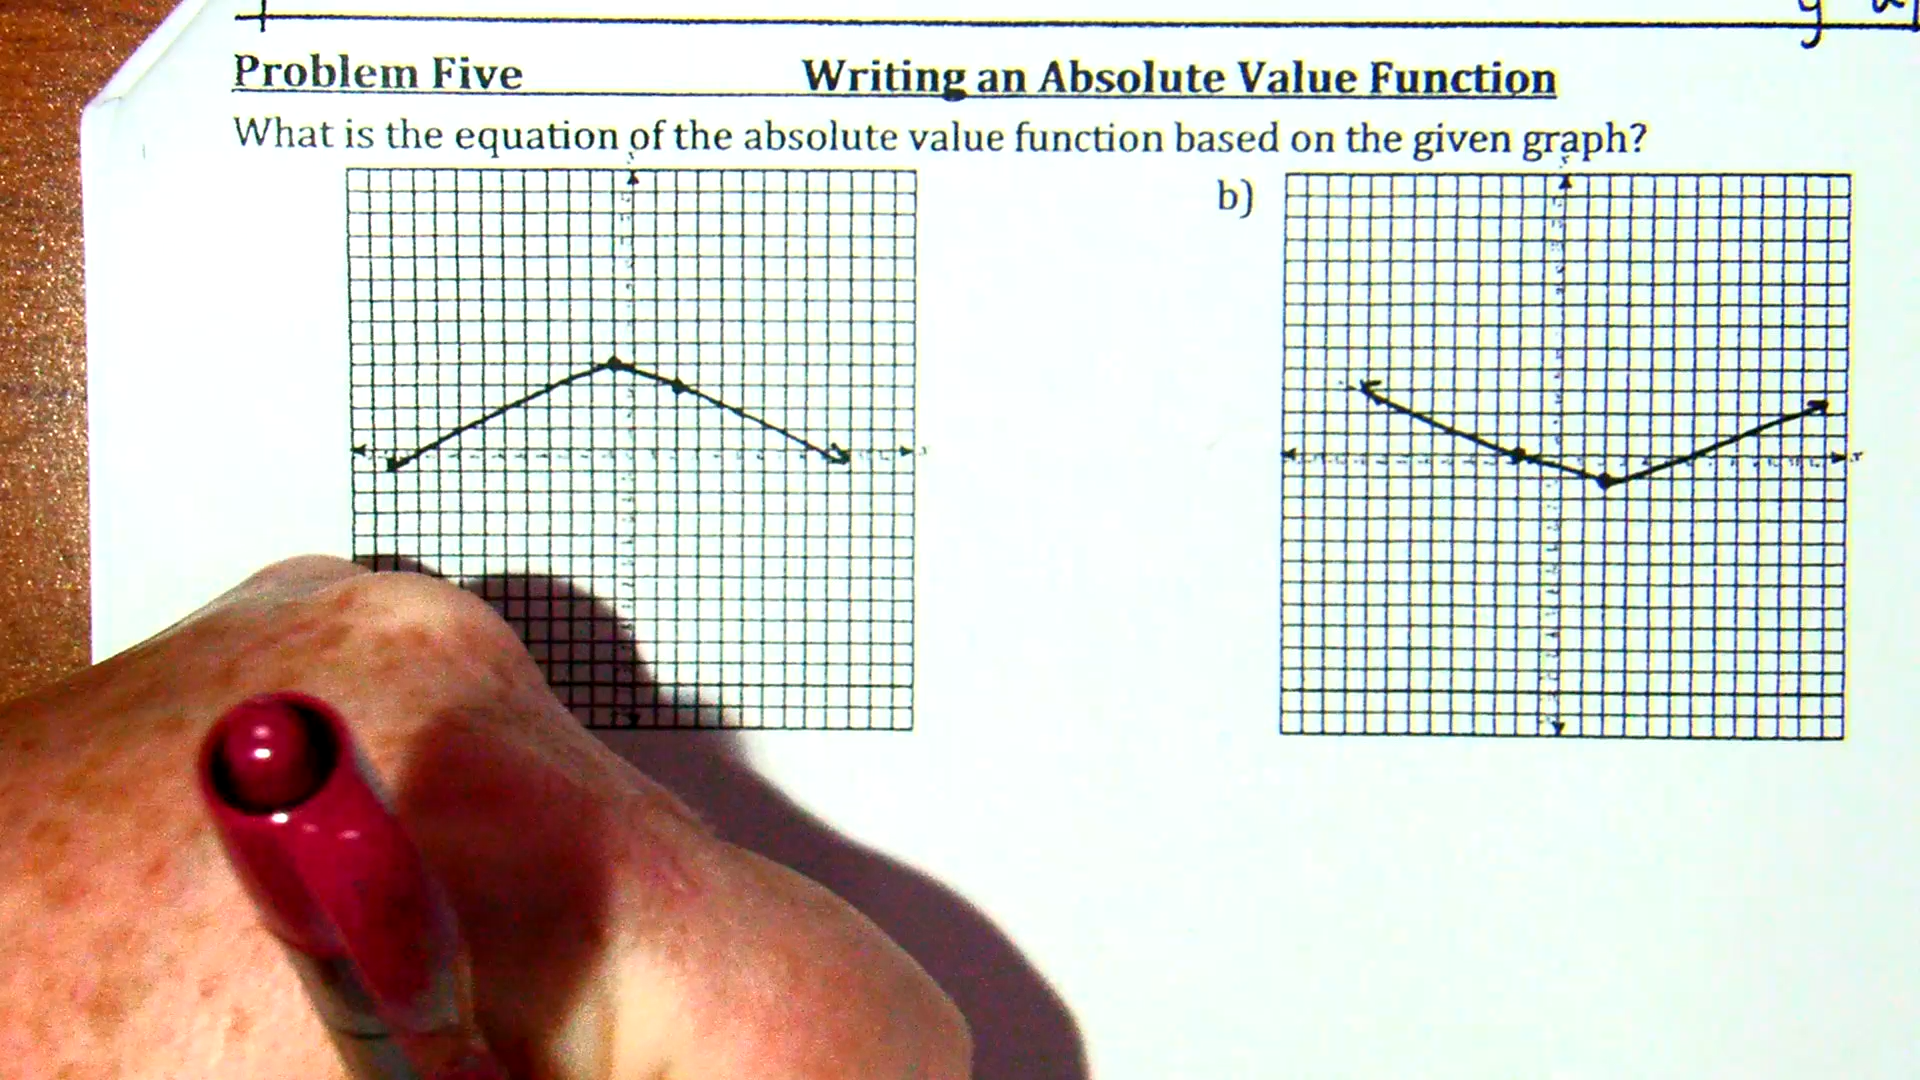 y
Problem Five Writing an Absolute Value Function
What is the equation of the absolute value function based on the given graph?
b)
x